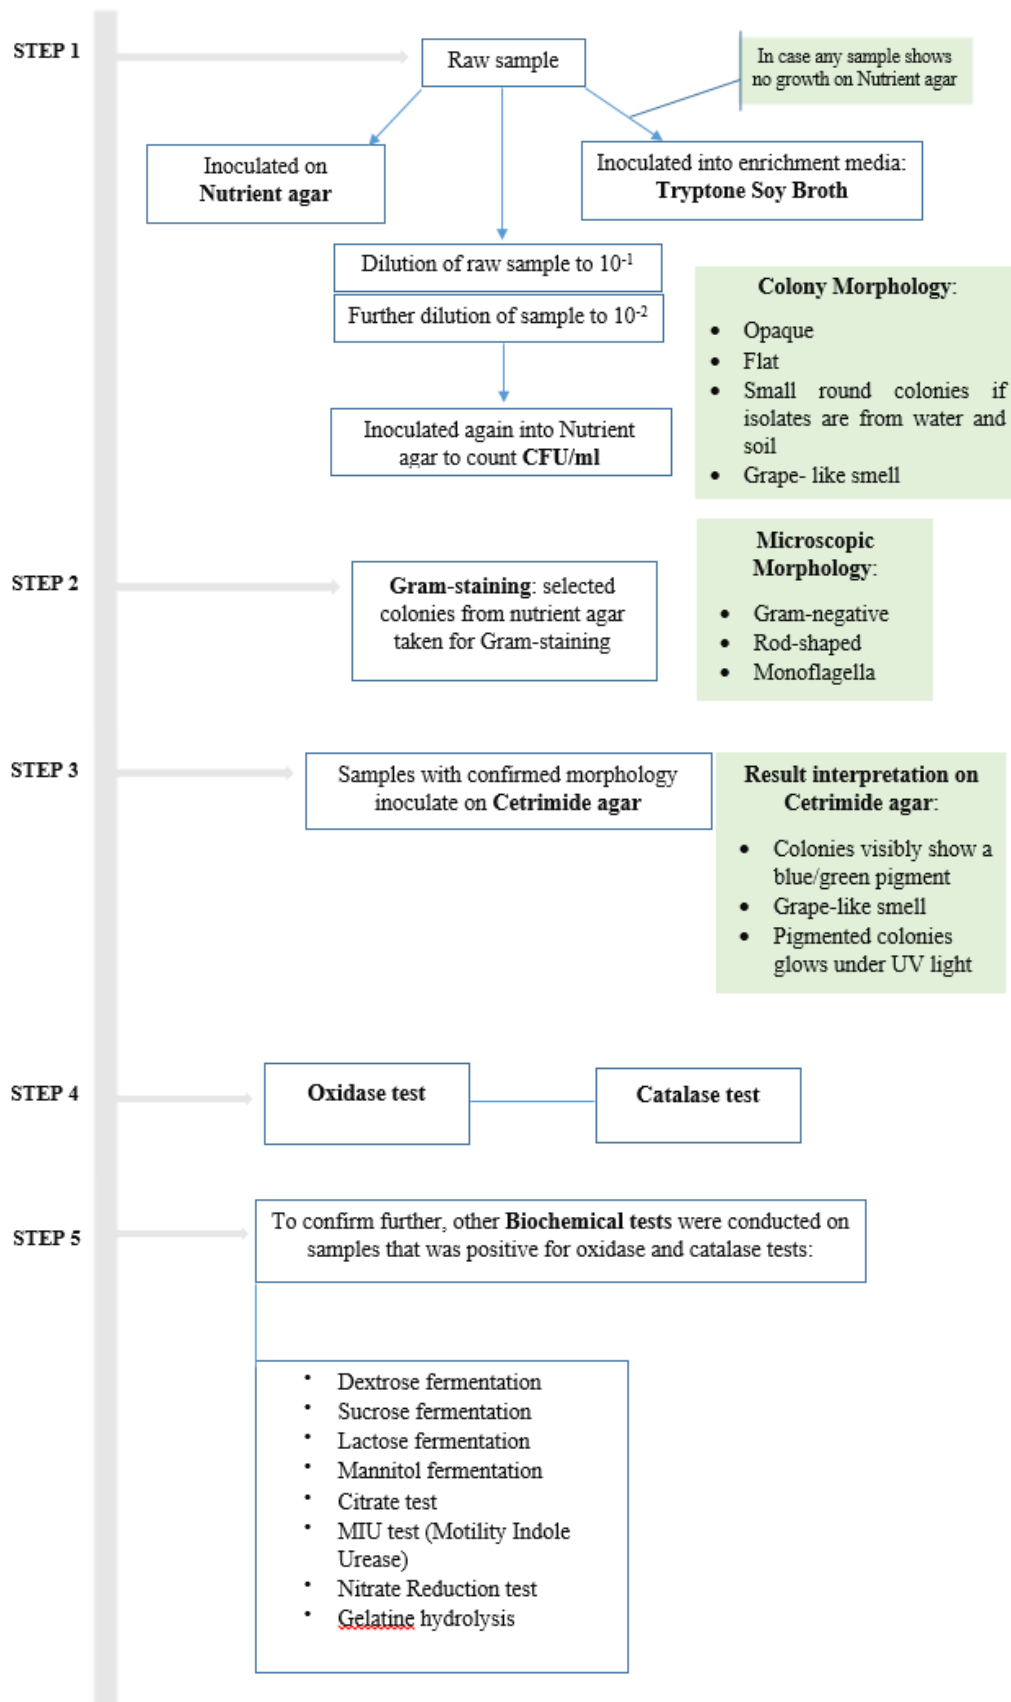 STEP 1
Raw sample
In case any sample shows
no growth on Nutrient agar
Inoculated on
Nutrient agar
Inoculated into enrichment media:
Tryptone Soy Broth
Dilution of raw sample to 10⁻¹
Further dilution of sample to 10⁻²
Inoculated again into Nutrient
agar to count CFU/ml
Colony Morphology:
• Opaque
• Flat
• Small round colonies if
isolates are from water and
soil
• Grape- like smell
STEP 2
Gram-staining: selected
colonies from nutrient agar
taken for Gram-staining
Microscopic
Morphology:
• Gram-negative
• Rod-shaped
• Monoflagella
STEP 3
Samples with confirmed morphology
inoculate on Cetrimide agar
Result interpretation on
Cetrimide agar:
• Colonies visibly show a
blue/green pigment
• Grape-like smell
• Pigmented colonies
glows under UV light
STEP 4
Oxidase test
Catalase test
STEP 5
To confirm further, other Biochemical tests were conducted on
samples that was positive for oxidase and catalase tests:
• Dextrose fermentation
• Sucrose fermentation
• Lactose fermentation
• Mannitol fermentation
• Citrate test
• MIU test (Motility Indole
Urease)
• Nitrate Reduction test
• Gelatine hydrolysis